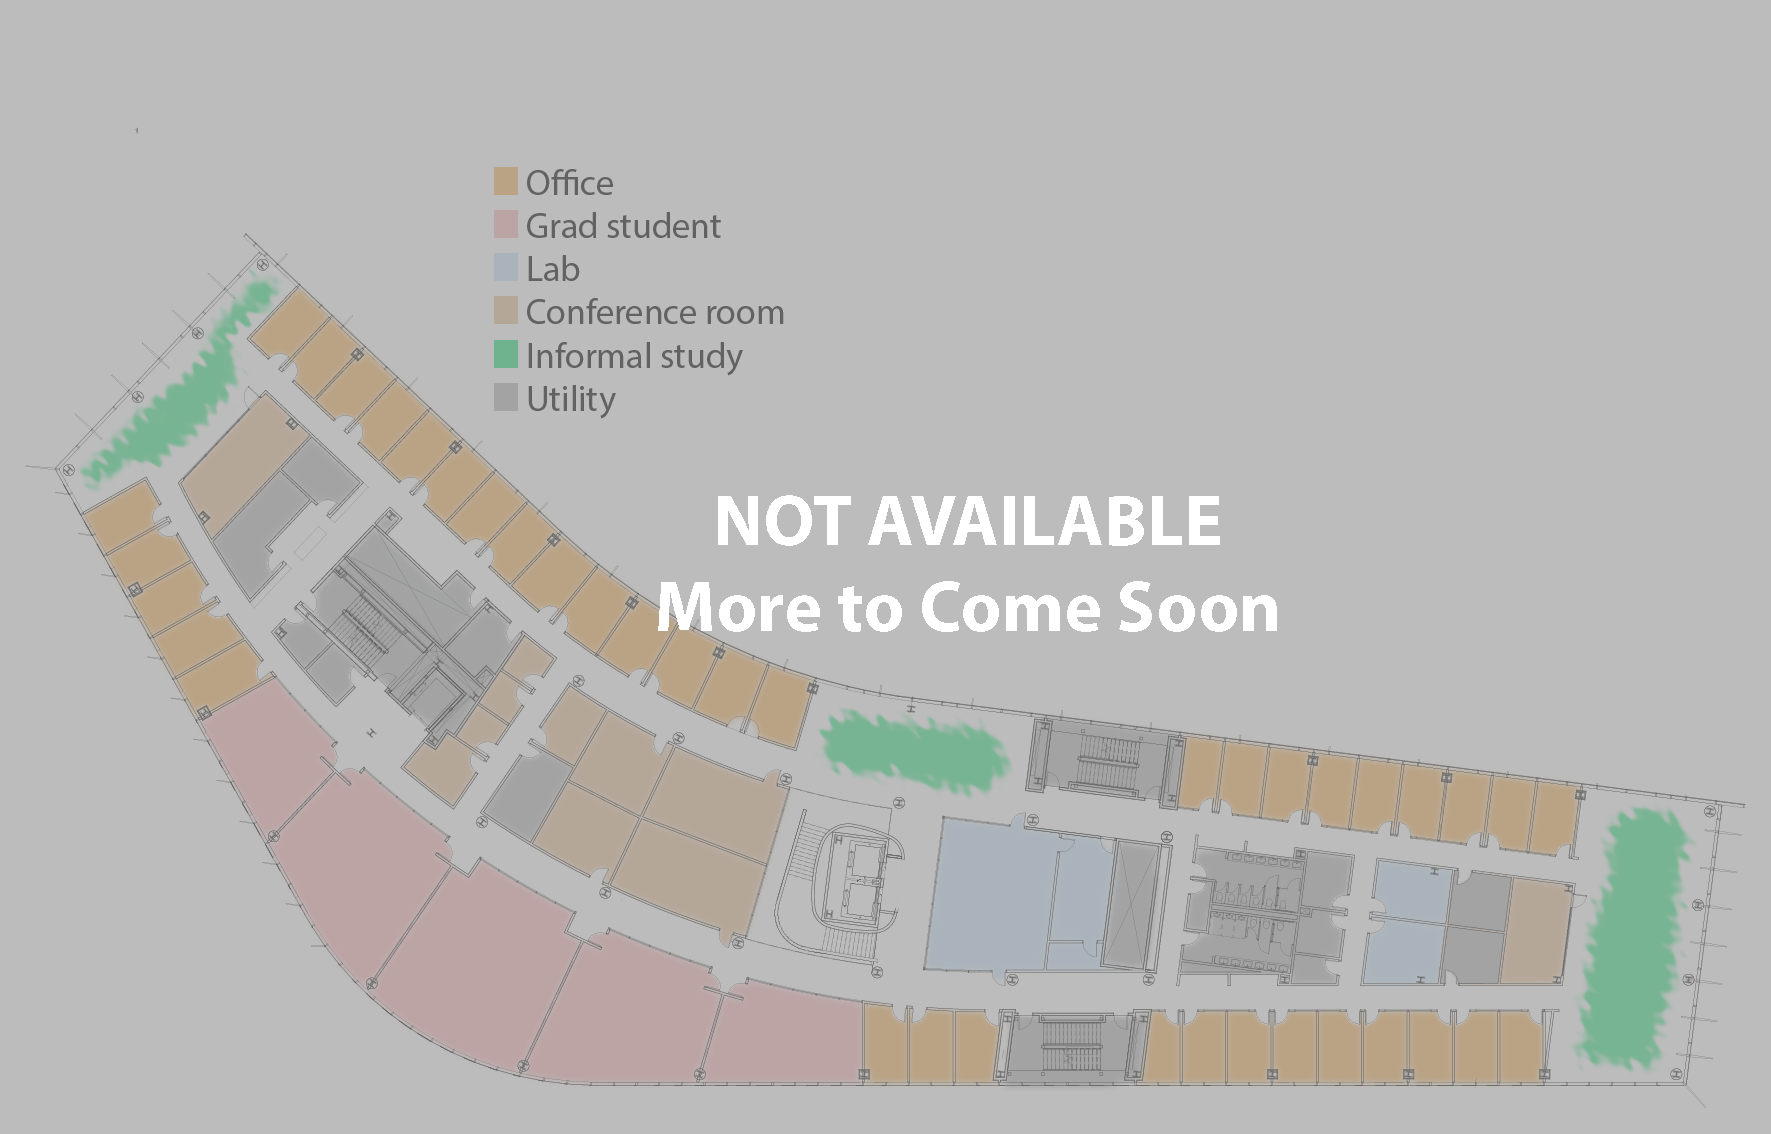 Office
Grad student
Lab
Conference room
Informal study
Utility
NOT AVAILABLE
More to Come Soon